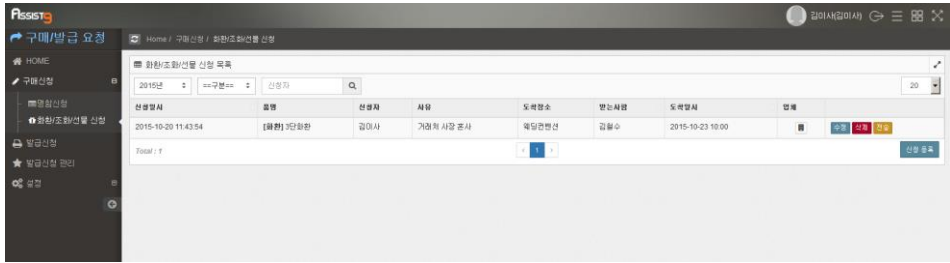 Assist9
김이사(김이사)
구매/발급 요청
Home / 구매신청 / 화환/조화/선물 신청
HOME
구매신청
명함신청
화환/조화/선물 신청
발급신청
발급신청 관리
설정
화환/조화/선물 신청 목록
2015년 ==구분== 신청자 20
신청일시 품명 신청자 사유 도착장소 받는사람 도착일시 업체
2015-10-20 11:43:54 [화환] 3단화환 김이사 거래처 사장 혼사 웨딩컨벤션 김철수 2015-10-23 10:00 수정 삭제 전송
Total : 1 1 신청 등록